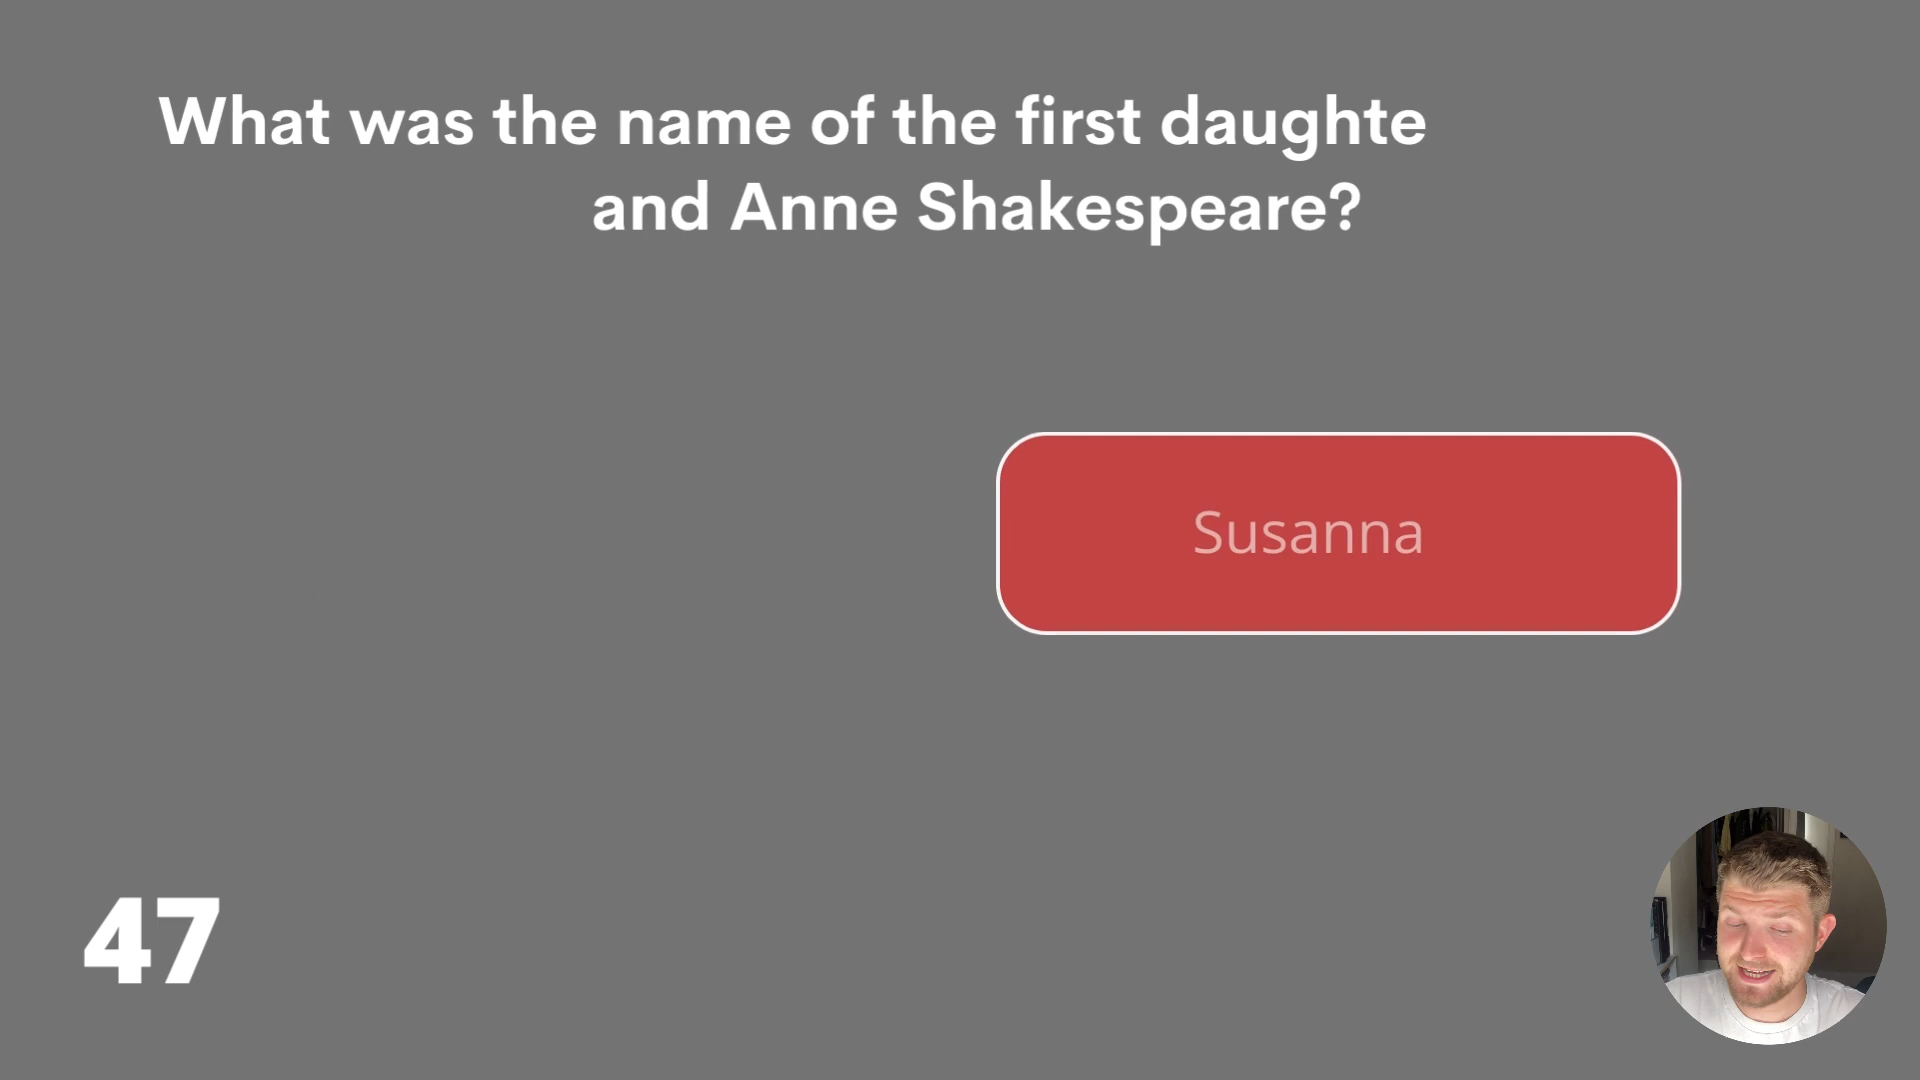 What was the name of the first daughte
and Anne Shakespeare?
Susanna
47